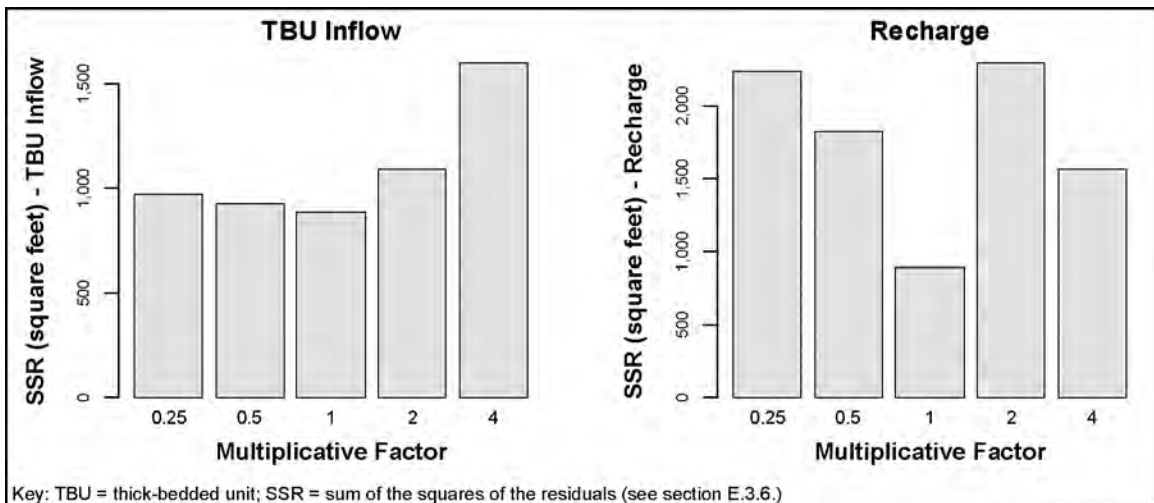 TBU Inflow
SSR (square feet) - TBU Inflow
1,500
1,000
500
0
0.25 0.5 1 2 4
Multiplicative Factor
Recharge
SSR (square feet) - Recharge
2,000
1,500
1,000
500
0
0.25 0.5 1 2 4
Multiplicative Factor
Key: TBU = thick-bedded unit; SSR = sum of the squares of the residuals (see section E.3.6.)